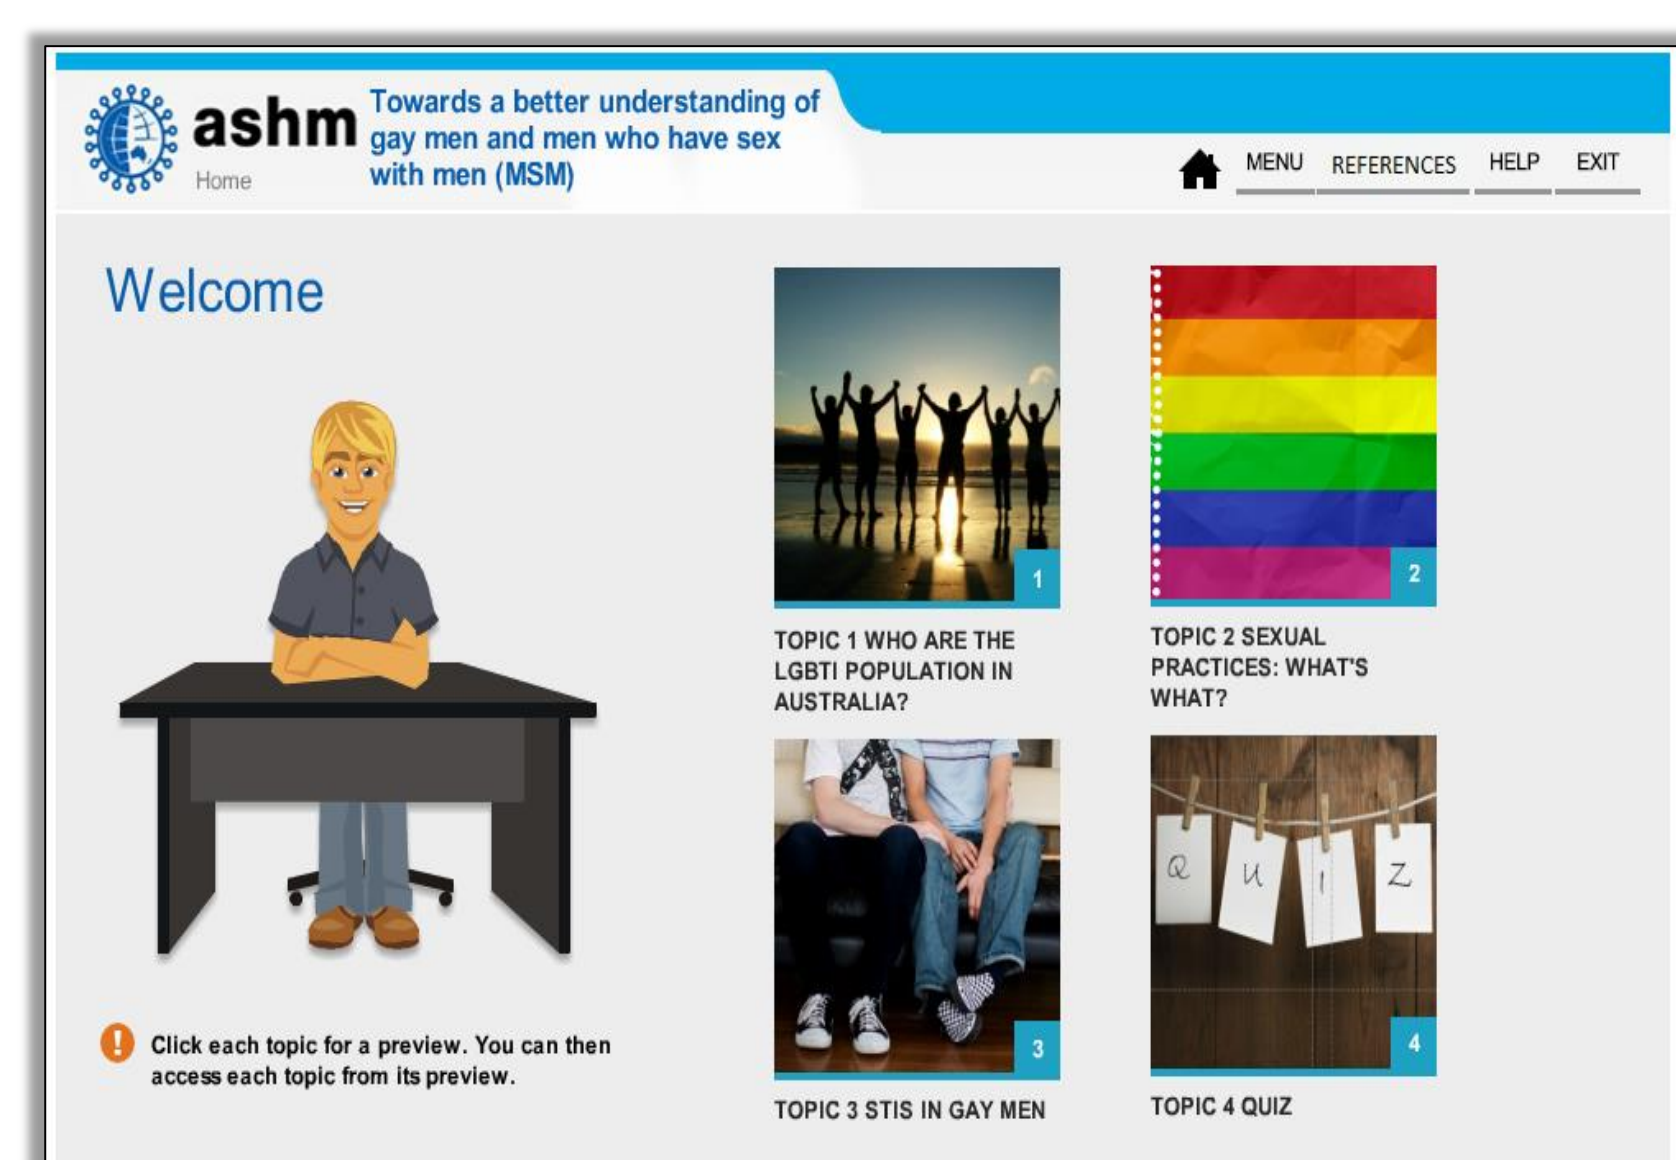 ashm
Home
Towards a better understanding of
gay men and men who have sex
with men (MSM)
MENU REFERENCES HELP EXIT
Welcome
1
TOPIC 1 WHO ARE THE
LGBTI POPULATION IN
AUSTRALIA?
2
TOPIC 2 SEXUAL
PRACTICES: WHAT'S
WHAT?
3
TOPIC 3 STIS IN GAY MEN
Q U I Z
4
TOPIC 4 QUIZ
! Click each topic for a preview. You can then
access each topic from its preview.